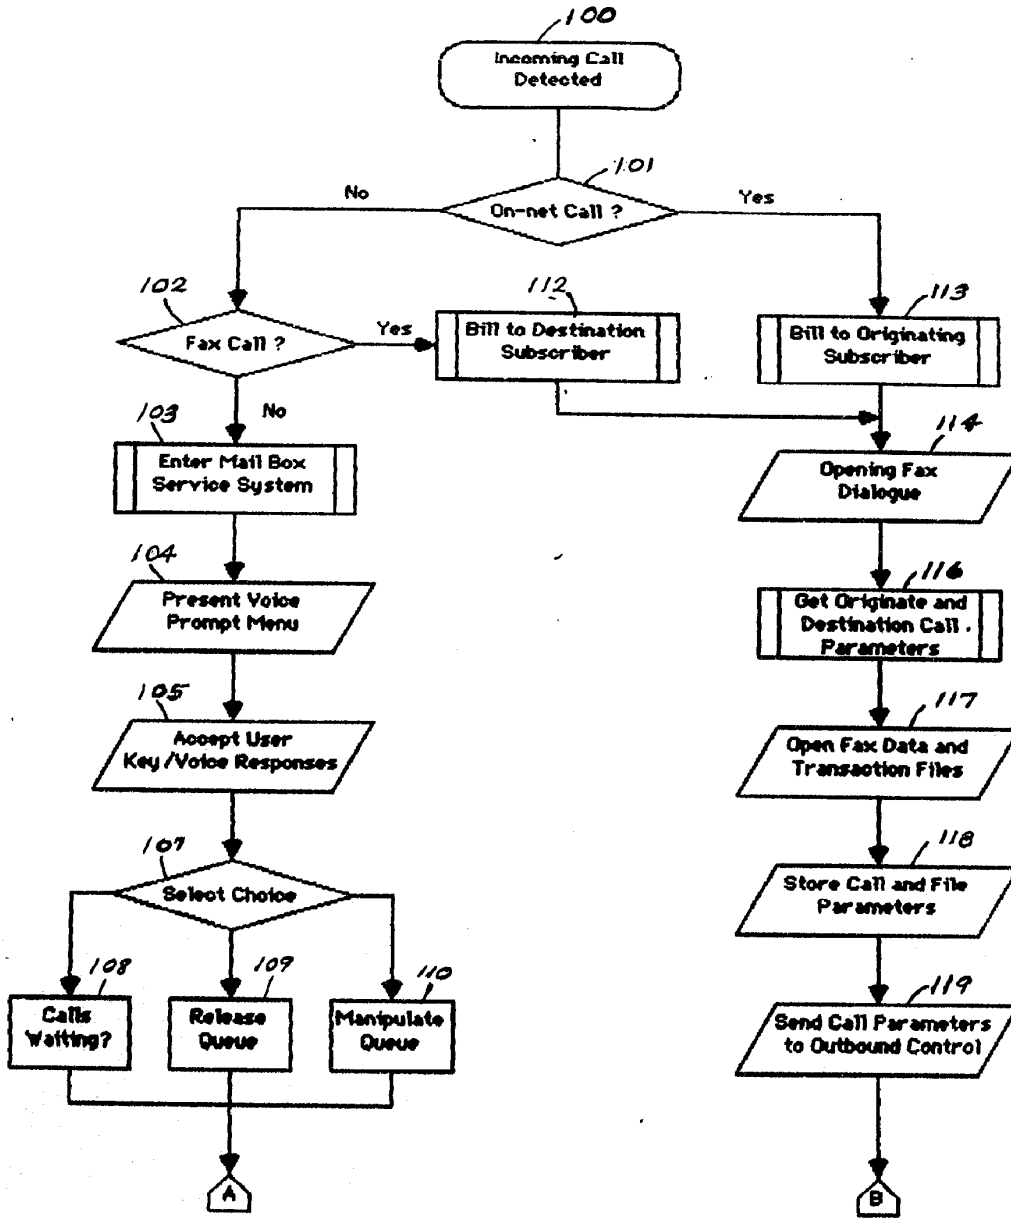 100
Incoming Call
Detected
101
No
Yes
On-net Call ?
102
112
113
Fax Call ?
Yes
Bill to Destination
Subscriber
Bill to Originating
Subscriber
No
103
114
Enter Mail Box
Service System
Opening Fax
Dialogue
104
116
Present Voice
Prompt Menu
Get Originate and
Destination Call
Parameters
105
117
Accept User
Key/Voice Responses
Open Fax Data and
Transaction Files
107
118
Select Choice
Store Call and File
Parameters
108
109
110
119
Calls
Waiting?
Release
Queue
Manipulate
Queue
Send Call Parameters
to Outbound Control
A
B